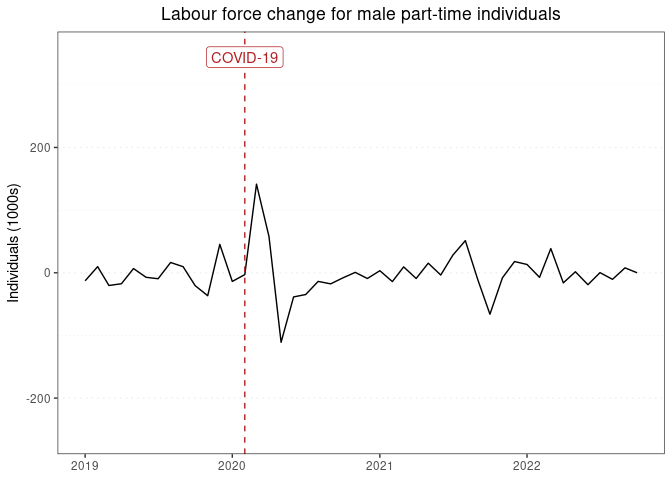 Labour force change for male part-time individuals
COVID-19
Individuals (1000s)
200
0
-200
2019 2020 2021 2022